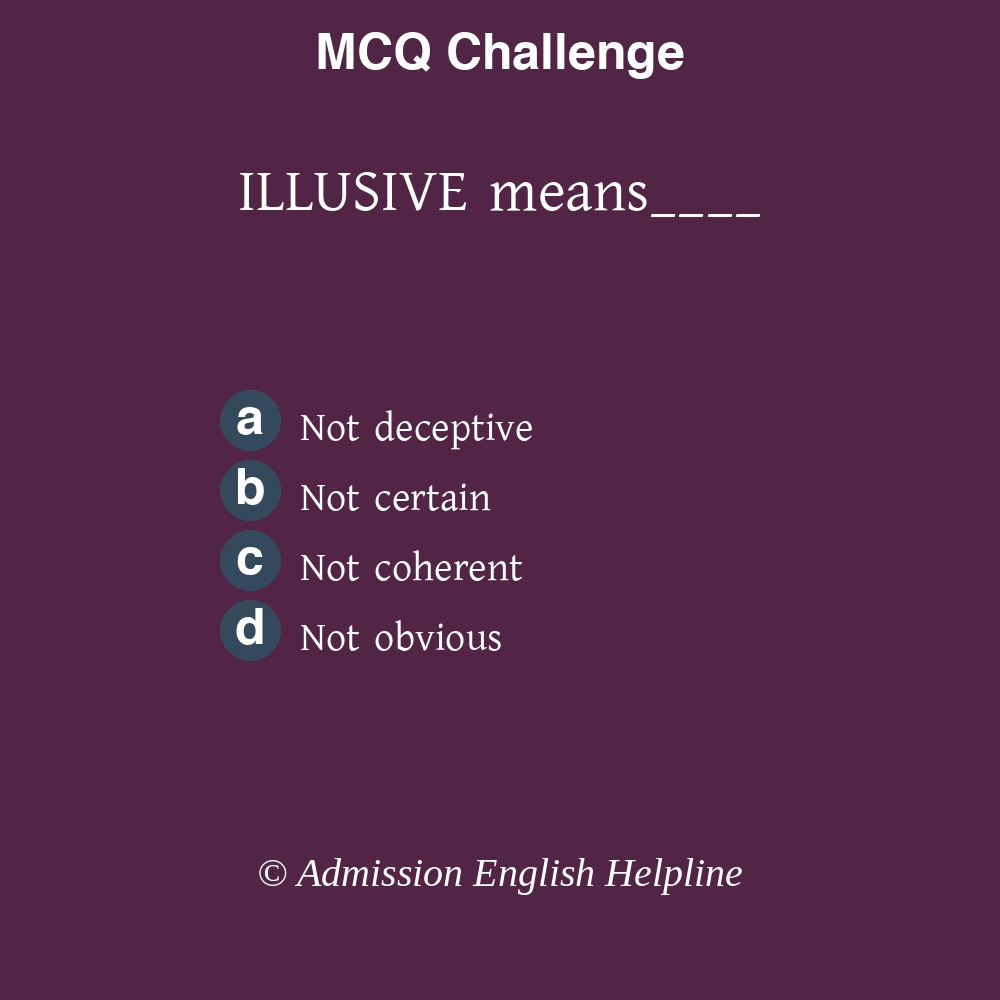 MCQ Challenge
ILLUSIVE means____
a Not deceptive
b Not certain
c Not coherent
d Not obvious
© Admission English Helpline